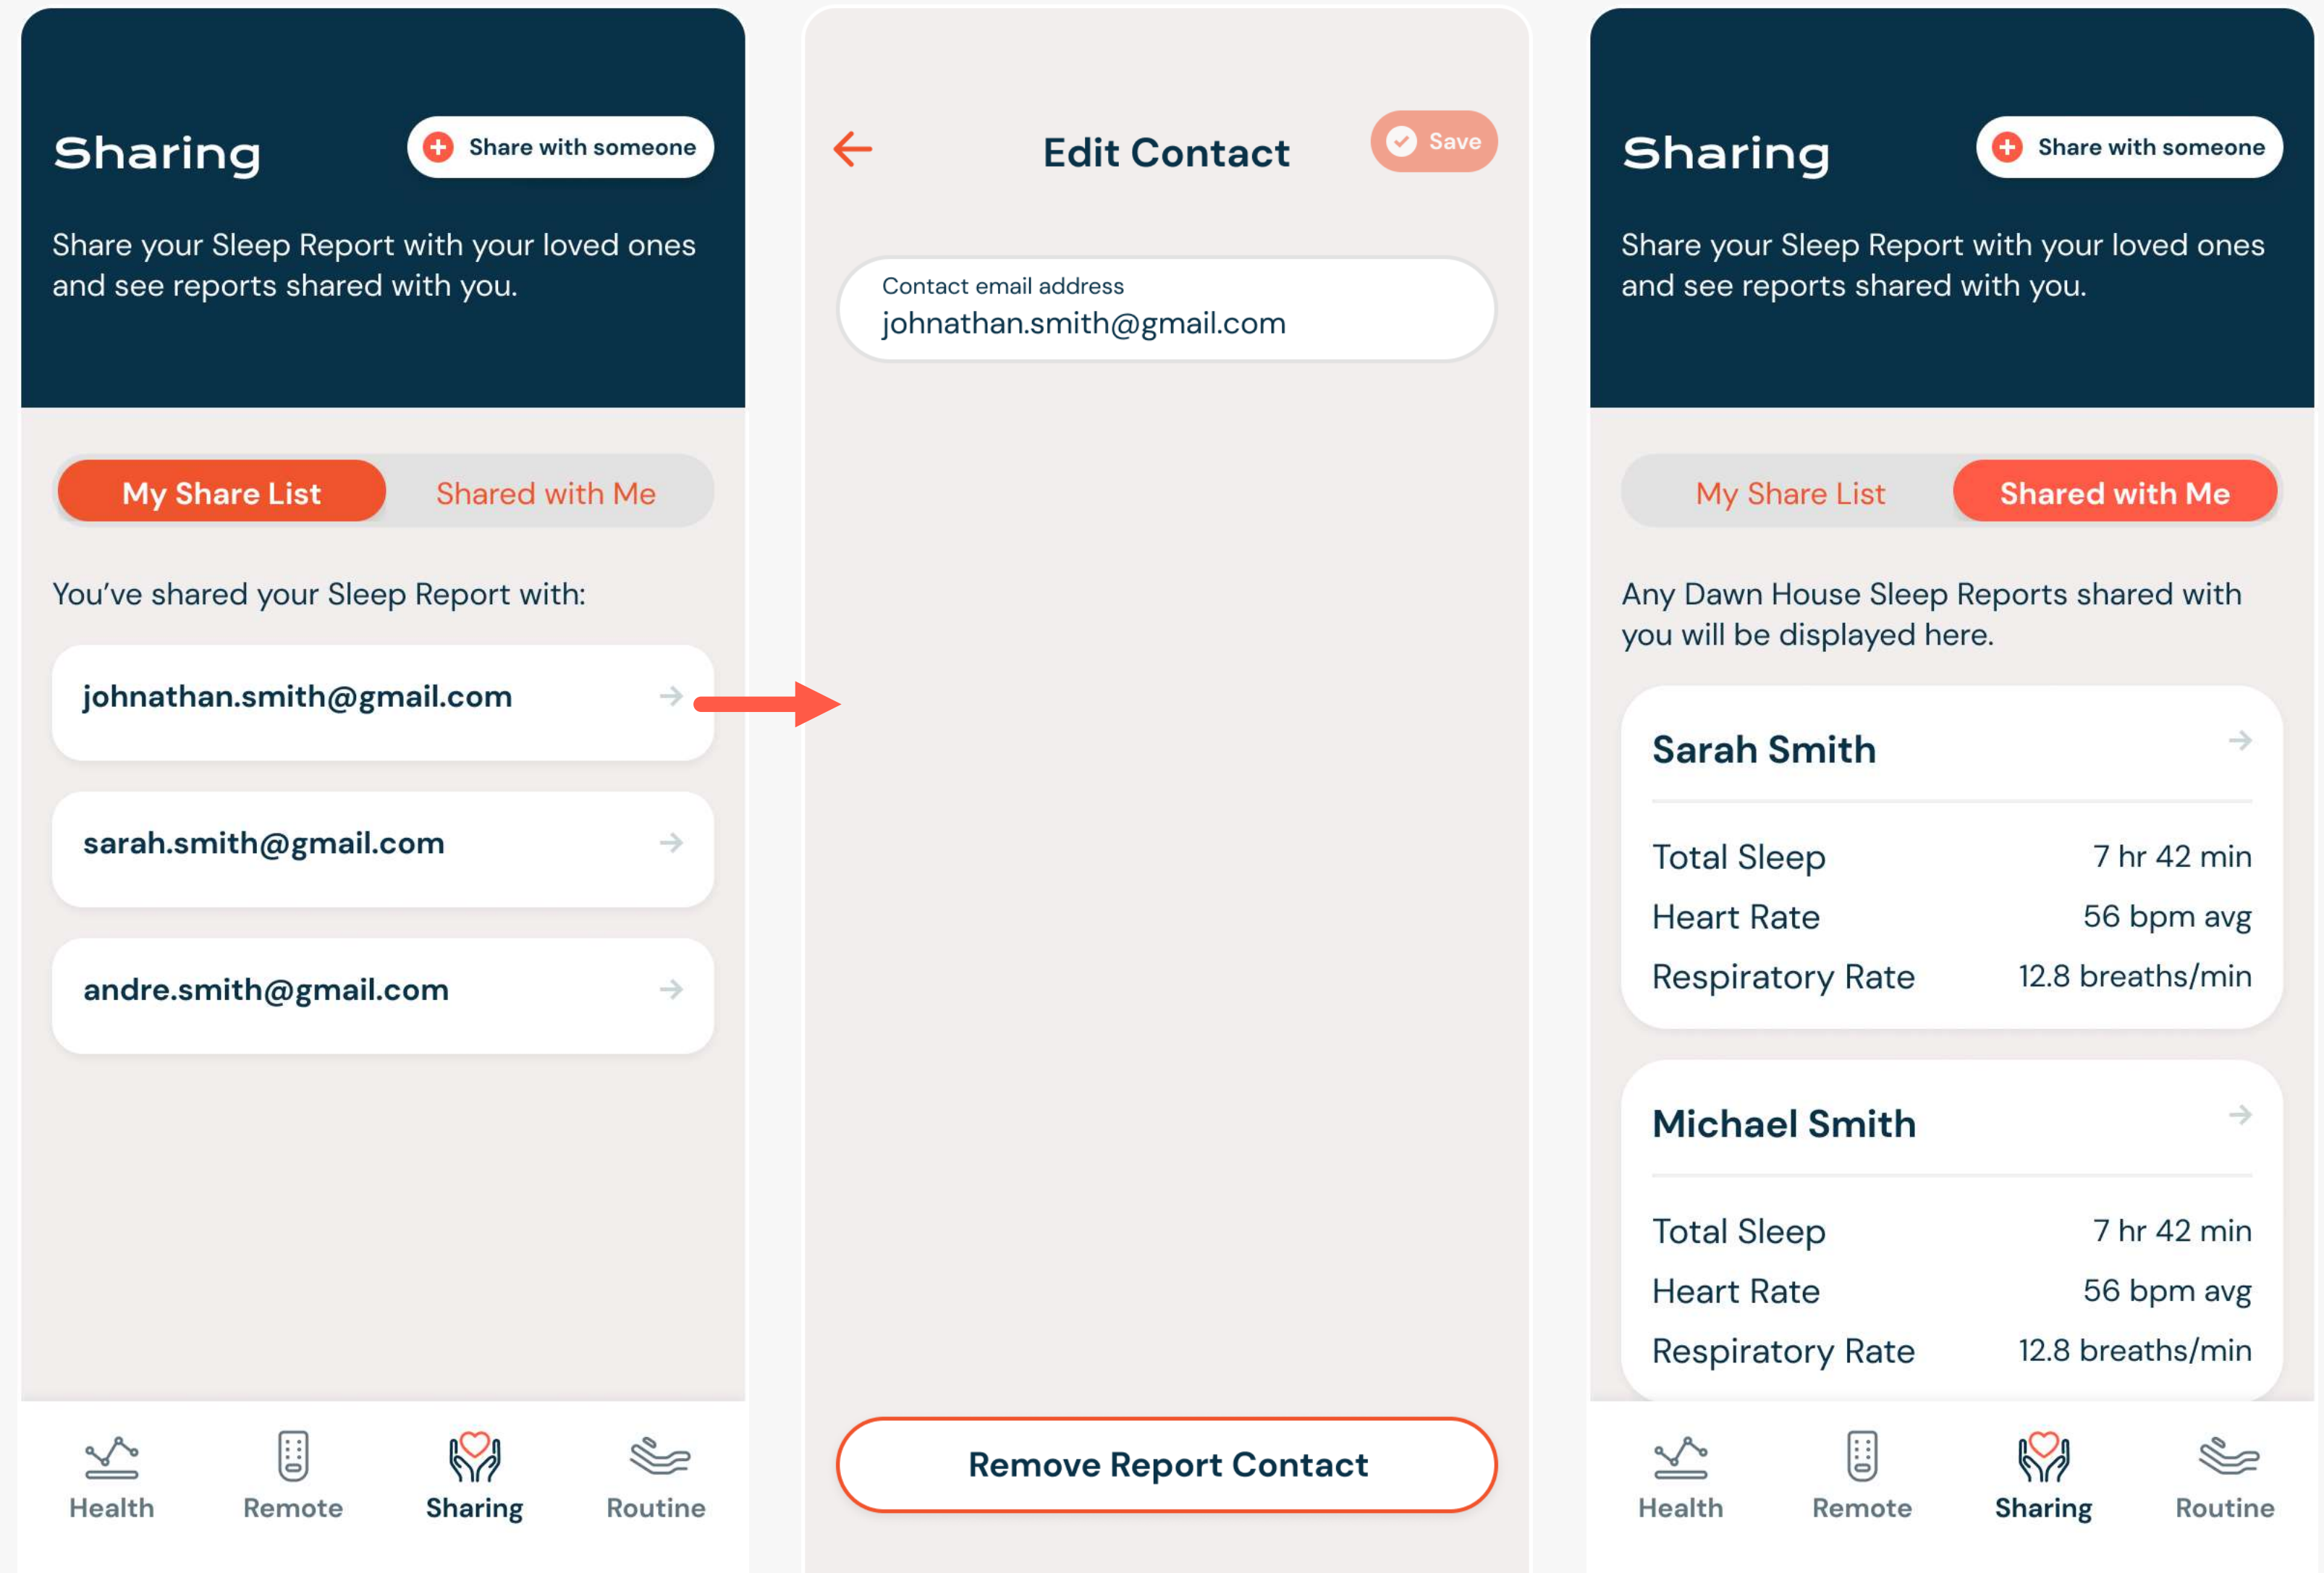 Sharing
Share with someone
Share your Sleep Report with your loved ones
and see reports shared with you.
My Share List
Shared with Me
You’ve shared your Sleep Report with:
johnathan.smith@gmail.com
sarah.smith@gmail.com
andre.smith@gmail.com
Health
Remote
Sharing
Routine
Edit Contact
Save
Contact email address
johnathan.smith@gmail.com
Remove Report Contact
Sharing
Share with someone
Share your Sleep Report with your loved ones
and see reports shared with you.
My Share List
Shared with Me
Any Dawn House Sleep Reports shared with
you will be displayed here.
Sarah Smith
Total Sleep 7 hr 42 min
Heart Rate 56 bpm avg
Respiratory Rate 12.8 breaths/min
Michael Smith
Total Sleep 7 hr 42 min
Heart Rate 56 bpm avg
Respiratory Rate 12.8 breaths/min
Health
Remote
Sharing
Routine